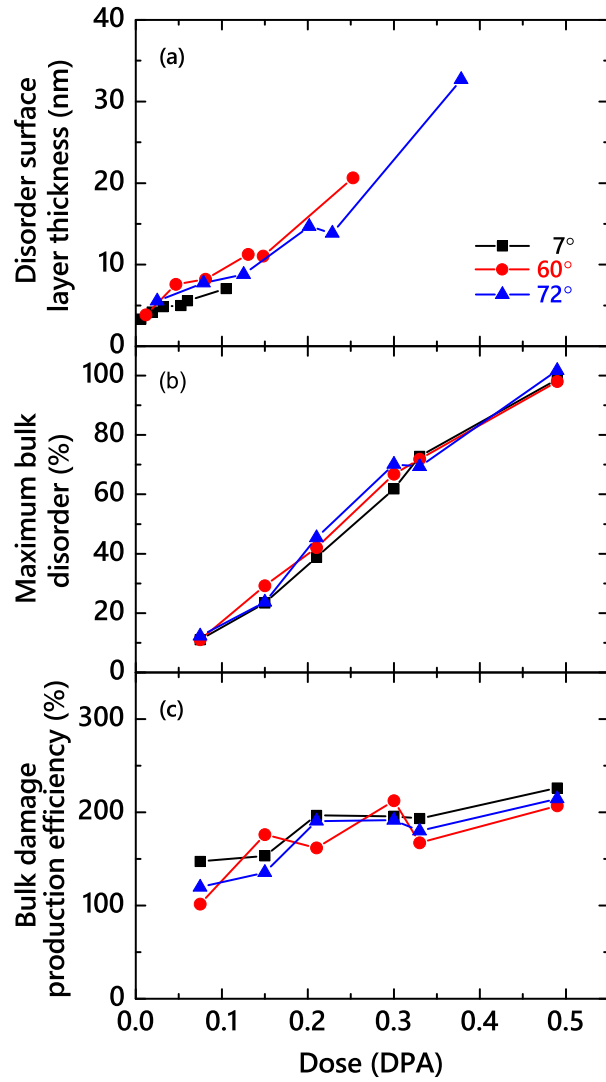 Disorder surface
layer thickness (nm)
40
30
20
10
0
(a)
7°
60°
72°
Maximum bulk
disorder (%)
100
80
60
40
20
0
(b)
Bulk damage
production efficiency (%)
300
200
100
0
(c)
0.0 0.1 0.2 0.3 0.4 0.5
Dose (DPA)